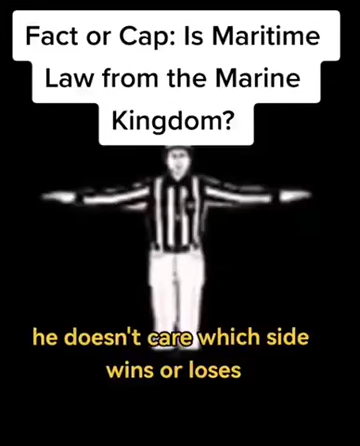 Fact or Cap: Is Maritime
Law from the Marine
Kingdom?
he doesn't care which side
wins or loses